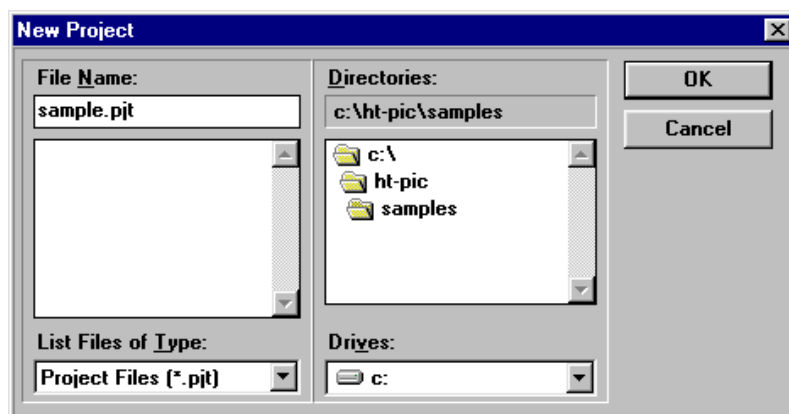 New Project
File Name:
sample.pjt
List Files of Type:
Project Files (*.pjt)
Directories:
c:\ht-pic\samples
c:\
ht-pic
samples
Drives:
c:
OK
Cancel